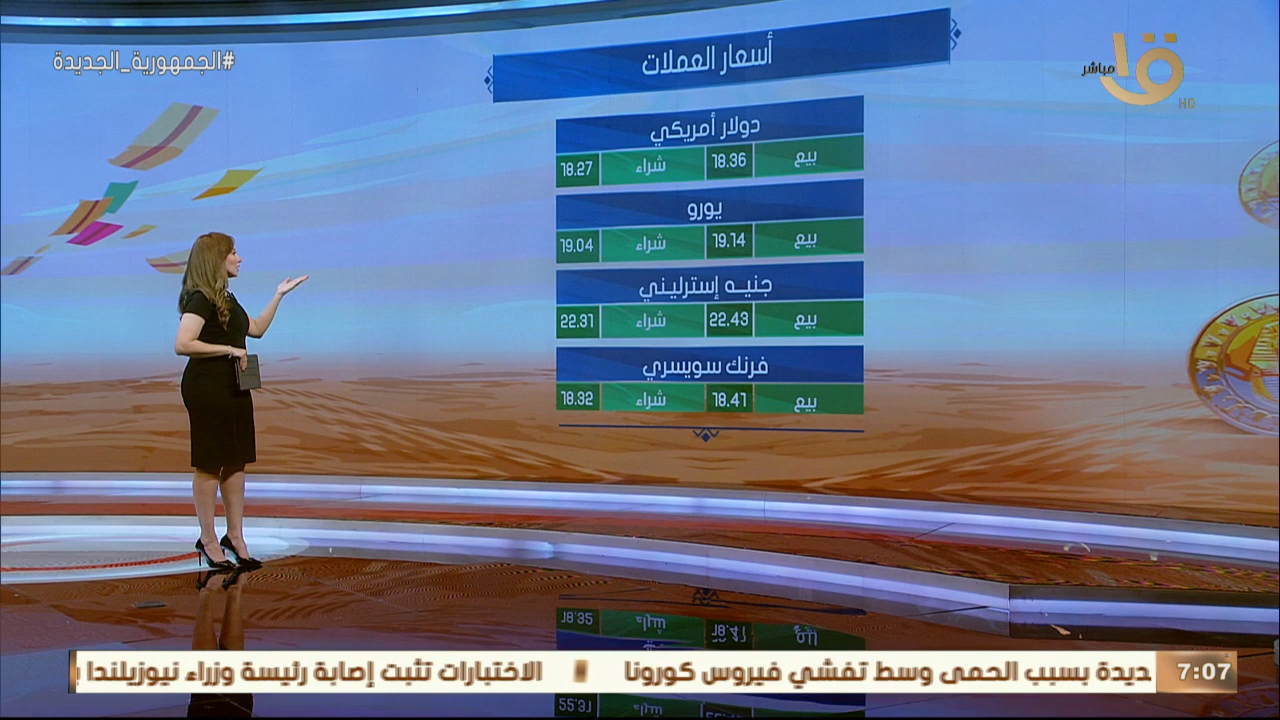 #الجمهورية_الجديدة
مباشر
HD
أسعار العملات
دولار أمريكي
بيع 18.36 شراء 18.27
يورو
بيع 19.14 شراء 19.04
جنيه إسترليني
بيع 22.43 شراء 22.31
فرنك سويسري
بيع 18.41 شراء 18.32
7:07 ديدة بسبب الحمى وسط تفشي فيروس كورونا الاختبارات تثبت إصابة رئيسة وزراء نيوزيلندا